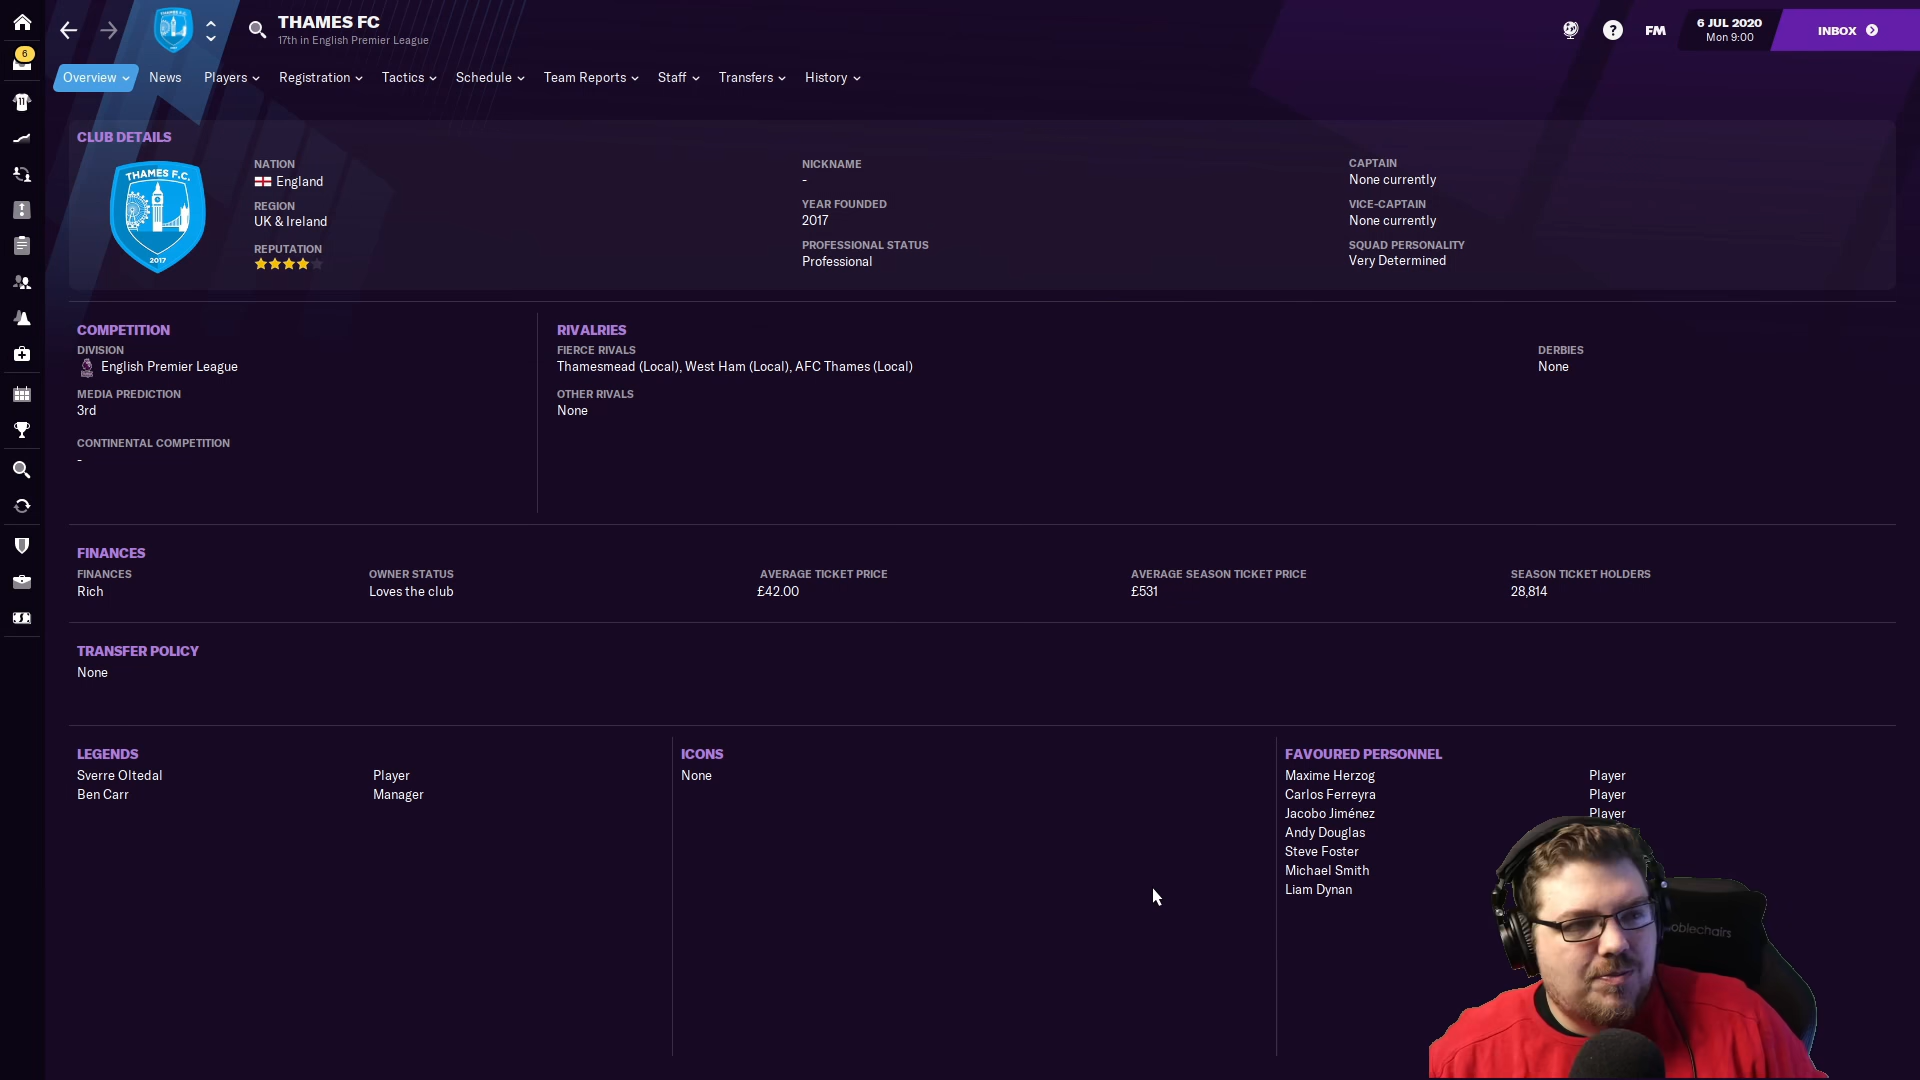 6
THAMES FC
17th in English Premier League
FM
6 JUL 2020
Mon 9:00
INBOX
Overview
News
Players
Registration
Tactics
Schedule
Team Reports
Staff
Transfers
History
CLUB DETAILS
THAMES F.C.
2017
NATION
England
REGION
UK & Ireland
REPUTATION
NICKNAME
-
YEAR FOUNDED
2017
PROFESSIONAL STATUS
Professional
CAPTAIN
None currently
VICE-CAPTAIN
None currently
SQUAD PERSONALITY
Very Determined
COMPETITION
DIVISION
English Premier League
MEDIA PREDICTION
3rd
CONTINENTAL COMPETITION
-
RIVALRIES
FIERCE RIVALS
Thamesmead (Local), West Ham (Local), AFC Thames (Local)
OTHER RIVALS
None
DERBIES
None
FINANCES
FINANCES
Rich
OWNER STATUS
Loves the club
AVERAGE TICKET PRICE
£42.00
AVERAGE SEASON TICKET PRICE
£531
SEASON TICKET HOLDERS
28,814
TRANSFER POLICY
None
LEGENDS
Sverre Oltedal Player
Ben Carr Manager
ICONS
None
FAVOURED PERSONNEL
Maxime Herzog Player
Carlos Ferreyra Player
Jacobo Jiménez Player
Andy Douglas
Steve Foster
Michael Smith
Liam Dynan
oblechairs